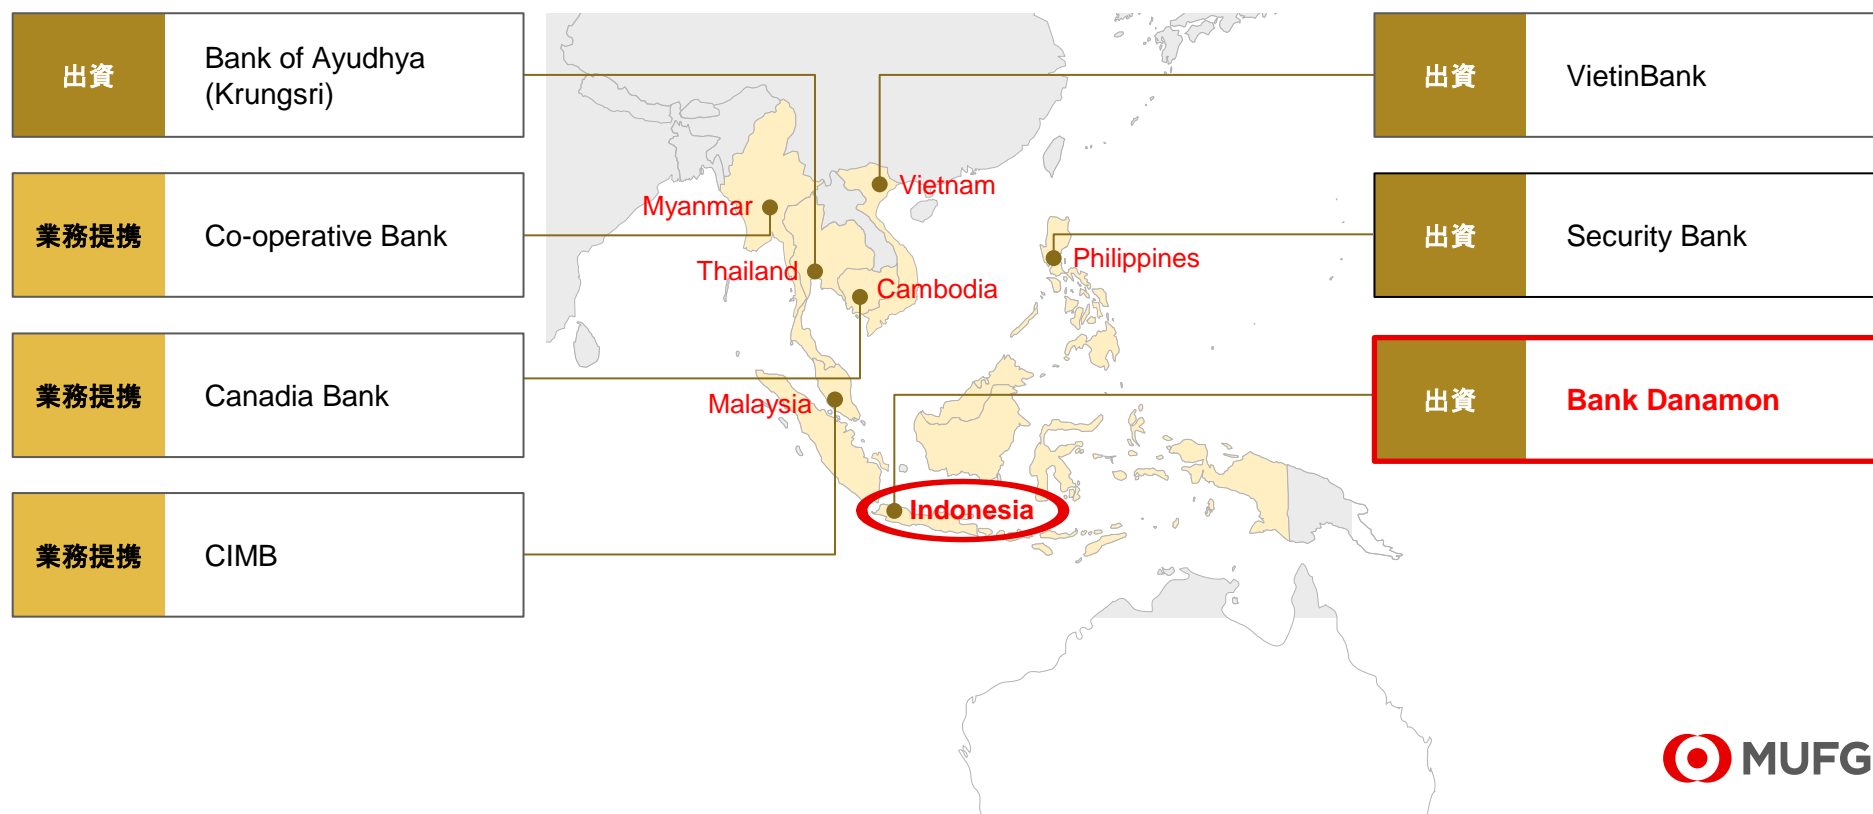 出資
Bank of Ayudhya
(Krungsri)
業務提携
Co-operative Bank
業務提携
Canadia Bank
業務提携
CIMB
Myanmar
Thailand
Vietnam
Cambodia
Malaysia
Philippines
Indonesia
出資
VietinBank
出資
Security Bank
出資
Bank Danamon
MUFG